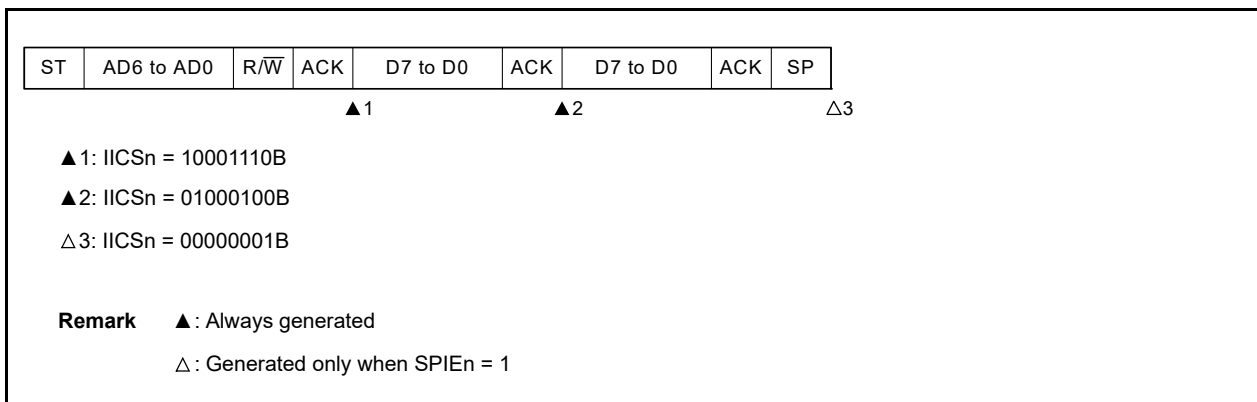 ST AD6 to AD0 R/W̅ ACK D7 to D0 ACK D7 to D0 ACK SP
▲1 ▲2 △3
▲1: IICSn = 10001110B
▲2: IICSn = 01000100B
△3: IICSn = 00000001B
Remark ▲: Always generated
△: Generated only when SPIEn = 1